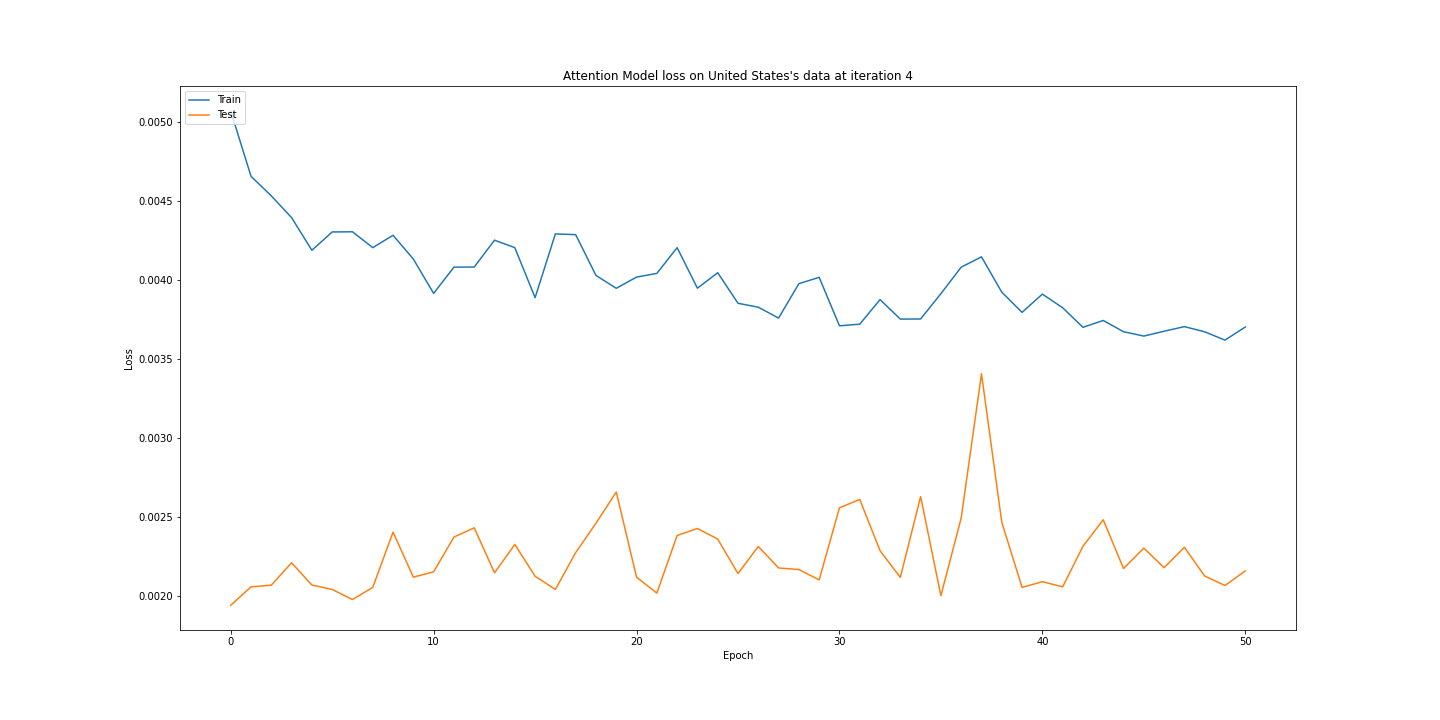 Attention Model loss on United States's data at iteration 4
Train
Test
0.0050
0.0045
0.0040
0.0035
0.0030
0.0025
0.0020
Loss
0 10 20 30 40 50
Epoch